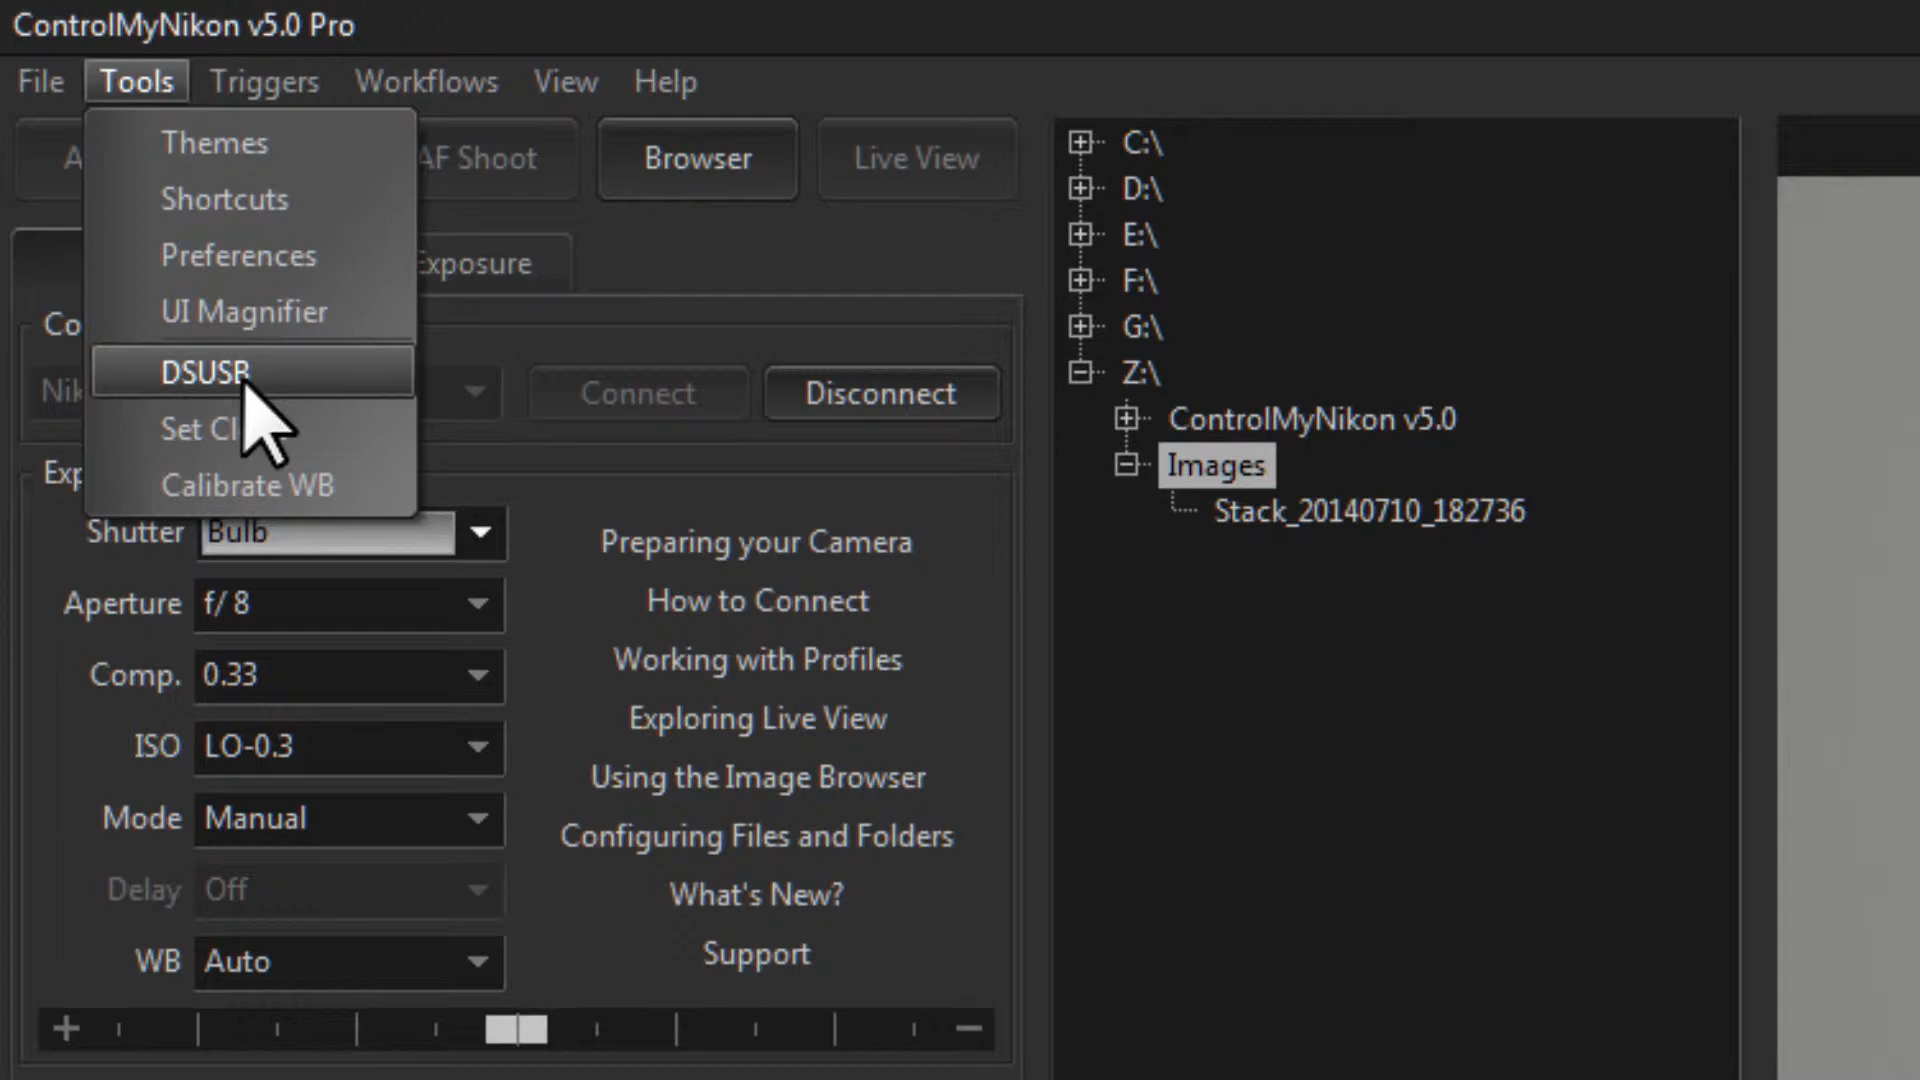 ControlMyNikon v5.0 Pro
File Tools Triggers Workflows View Help
Themes
Shortcuts
Preferences
UI Magnifier
DSUSB
Set Cl
Calibrate WB
A
AF Shoot
Browser
Live View
Exposure
Co
Nik
Connect
Disconnect
Exp
Shutter Bulb
Aperture f/ 8
Comp. 0.33
ISO LO-0.3
Mode Manual
Delay Off
WB Auto
+ −
Preparing your Camera
How to Connect
Working with Profiles
Exploring Live View
Using the Image Browser
Configuring Files and Folders
What's New?
Support
C:\
D:\
E:\
F:\
G:\
Z:\
ControlMyNikon v5.0
Images
Stack_20140710_182736